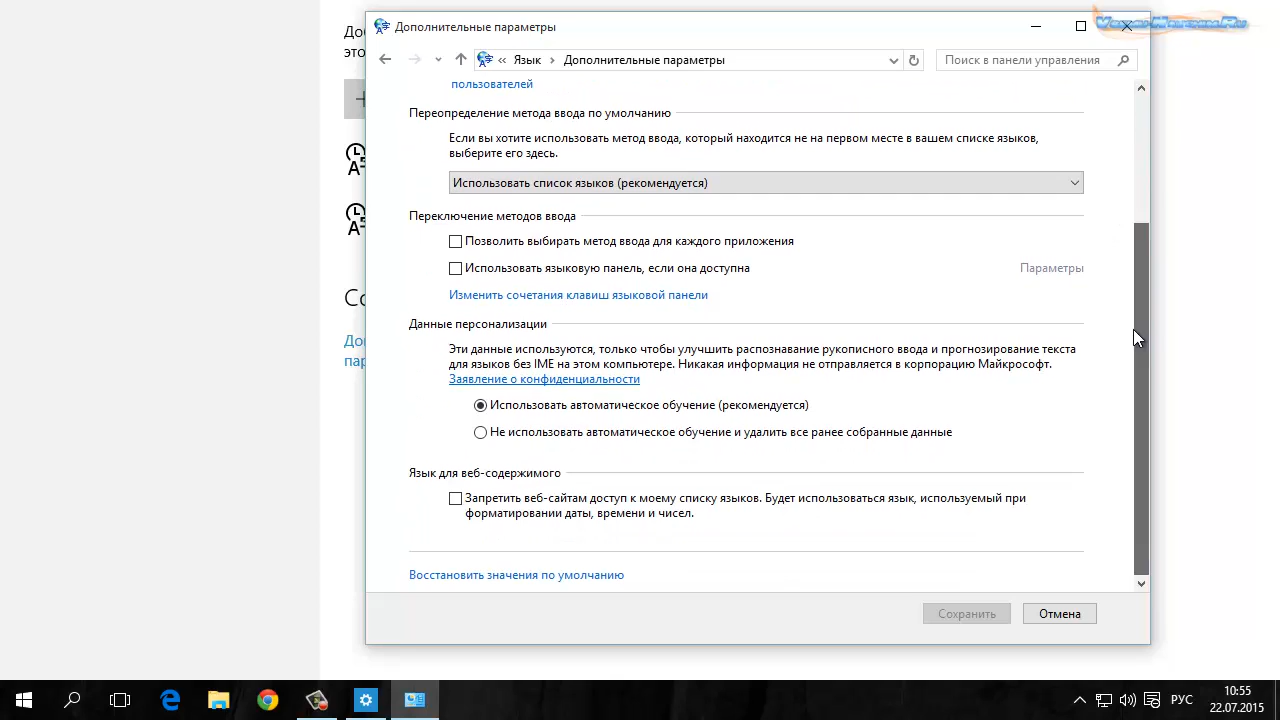 Дополнительные параметры
Язык
Дополнительные параметры
Поиск в панели управления
пользователей
Переопределение метода ввода по умолчанию
Если вы хотите использовать метод ввода, который находится не на первом месте в вашем списке языков,
выберите его здесь.
Использовать список языков (рекомендуется)
Переключение методов ввода
Позволить выбирать метод ввода для каждого приложения
Использовать языковую панель, если она доступна
Параметры
Изменить сочетания клавиш языковой панели
Данные персонализации
Эти данные используются, только чтобы улучшить распознавание рукописного ввода и прогнозирование текста
для языков без IME на этом компьютере. Никакая информация не отправляется в корпорацию Майкрософт.
Заявление о конфиденциальности
Использовать автоматическое обучение (рекомендуется)
Не использовать автоматическое обучение и удалить все ранее собранные данные
Язык для веб-содержимого
Запретить веб-сайтам доступ к моему списку языков. Будет использоваться язык, используемый при
форматировании даты, времени и чисел.
Восстановить значения по умолчанию
Сохранить
Отмена
РУС
10:55
22.07.2015